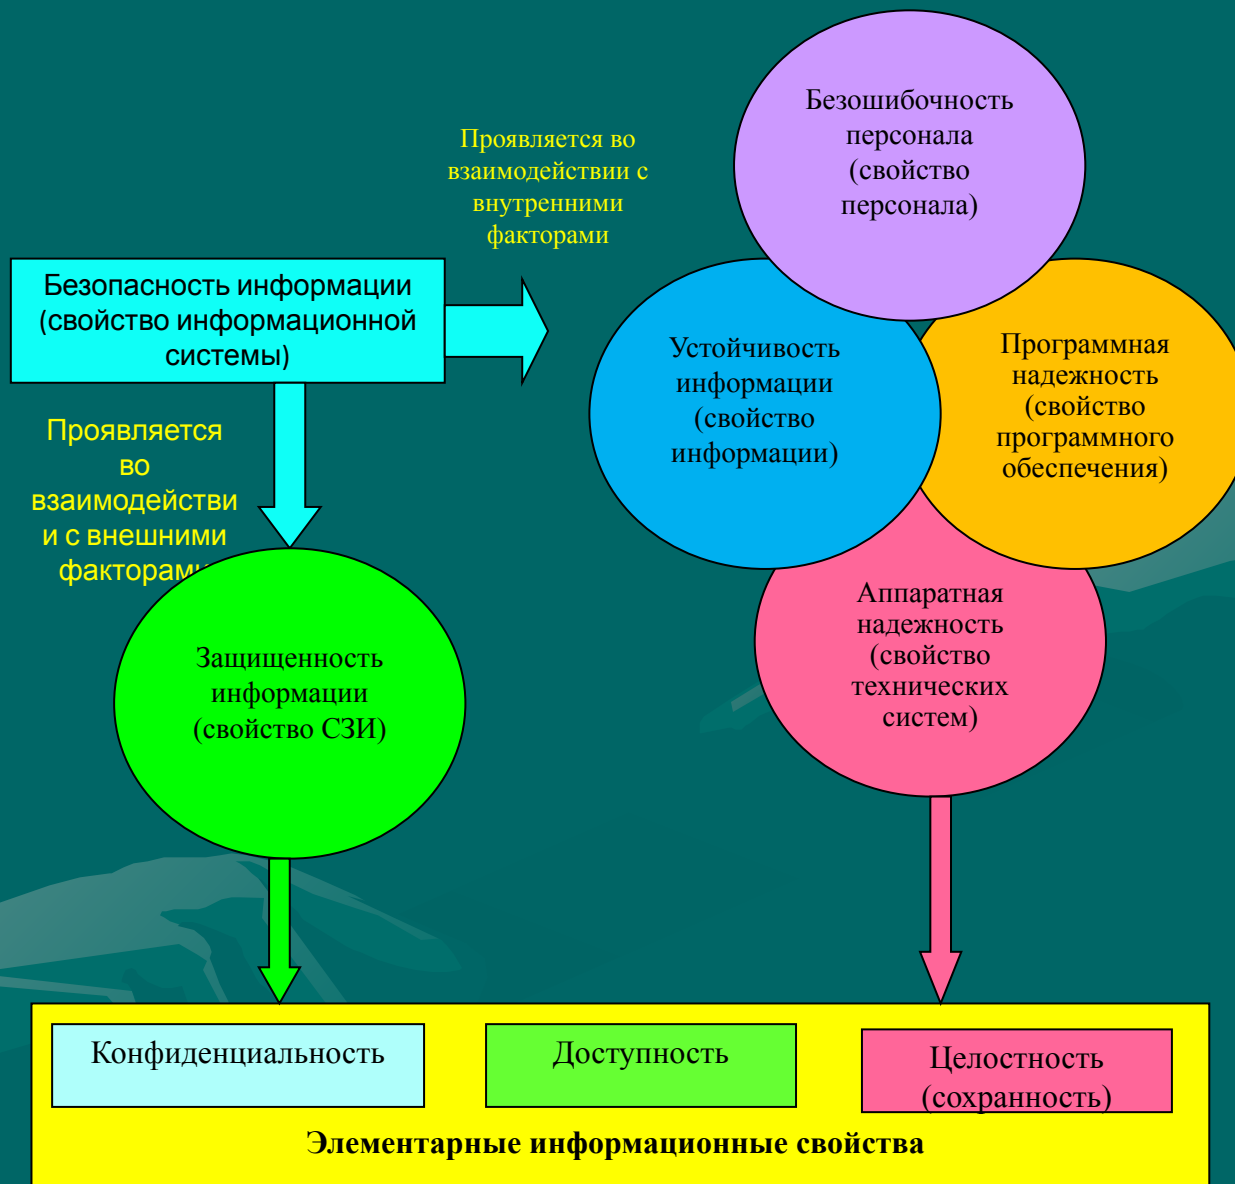 Безошибочность
персонала
(свойство
персонала)
Проявляется во
взаимодействии с
внутренними
факторами
Безопасность информации
(свойство информационной
системы)
Устойчивость
информации
(свойство
информации)
Программная
надежность
(свойство
программного
обеспечения)
Проявляется
во
взаимодействи
и с внешними
факторами
Аппаратная
надежность
(свойство
технических
систем)
Защищенность
информации
(свойство СЗИ)
Конфиденциальность
Доступность
Целостность
(сохранность)
Элементарные информационные свойства